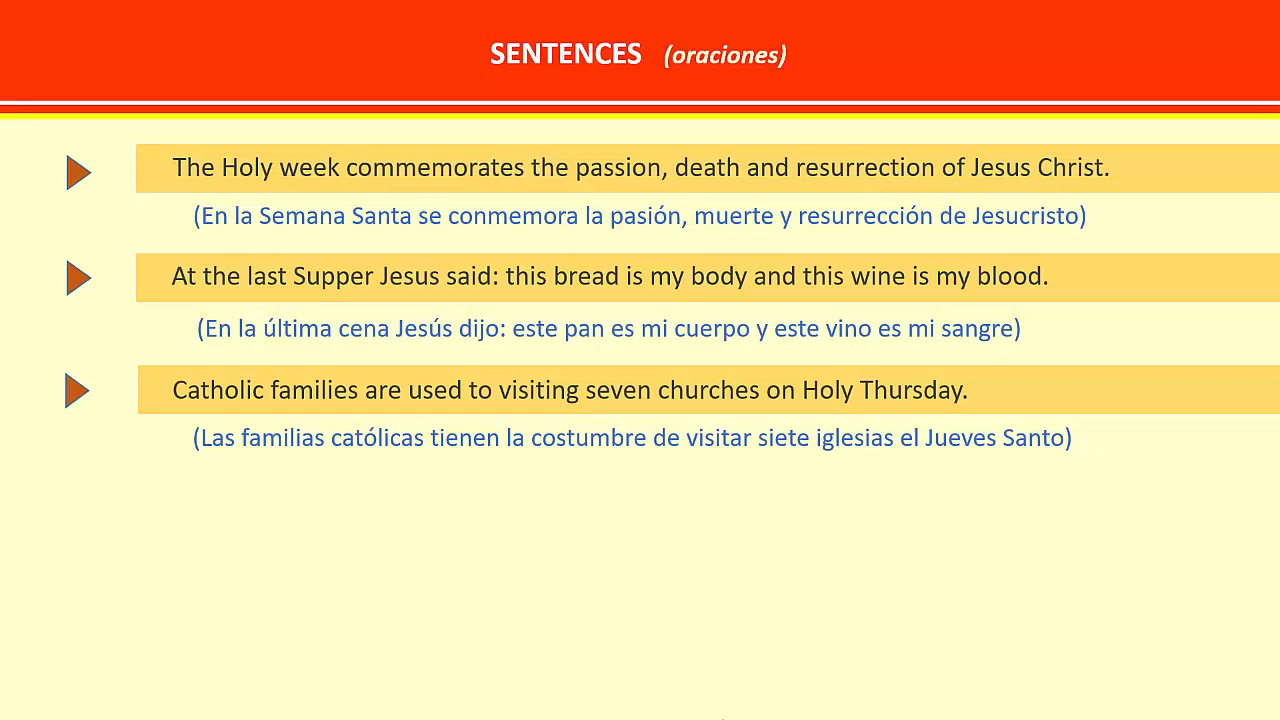 SENTENCES (oraciones)
The Holy week commemorates the passion, death and resurrection of Jesus Christ.
(En la Semana Santa se conmemora la pasión, muerte y resurrección de Jesucristo)
At the last Supper Jesus said: this bread is my body and this wine is my blood.
(En la última cena Jesús dijo: este pan es mi cuerpo y este vino es mi sangre)
Catholic families are used to visiting seven churches on Holy Thursday.
(Las familias católicas tienen la costumbre de visitar siete iglesias el Jueves Santo)